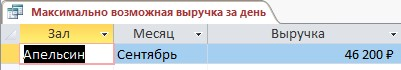 Максимально возможная выручка за день
Зал Месяц Выручка
Апельсин Сентябрь 46 200 ₽